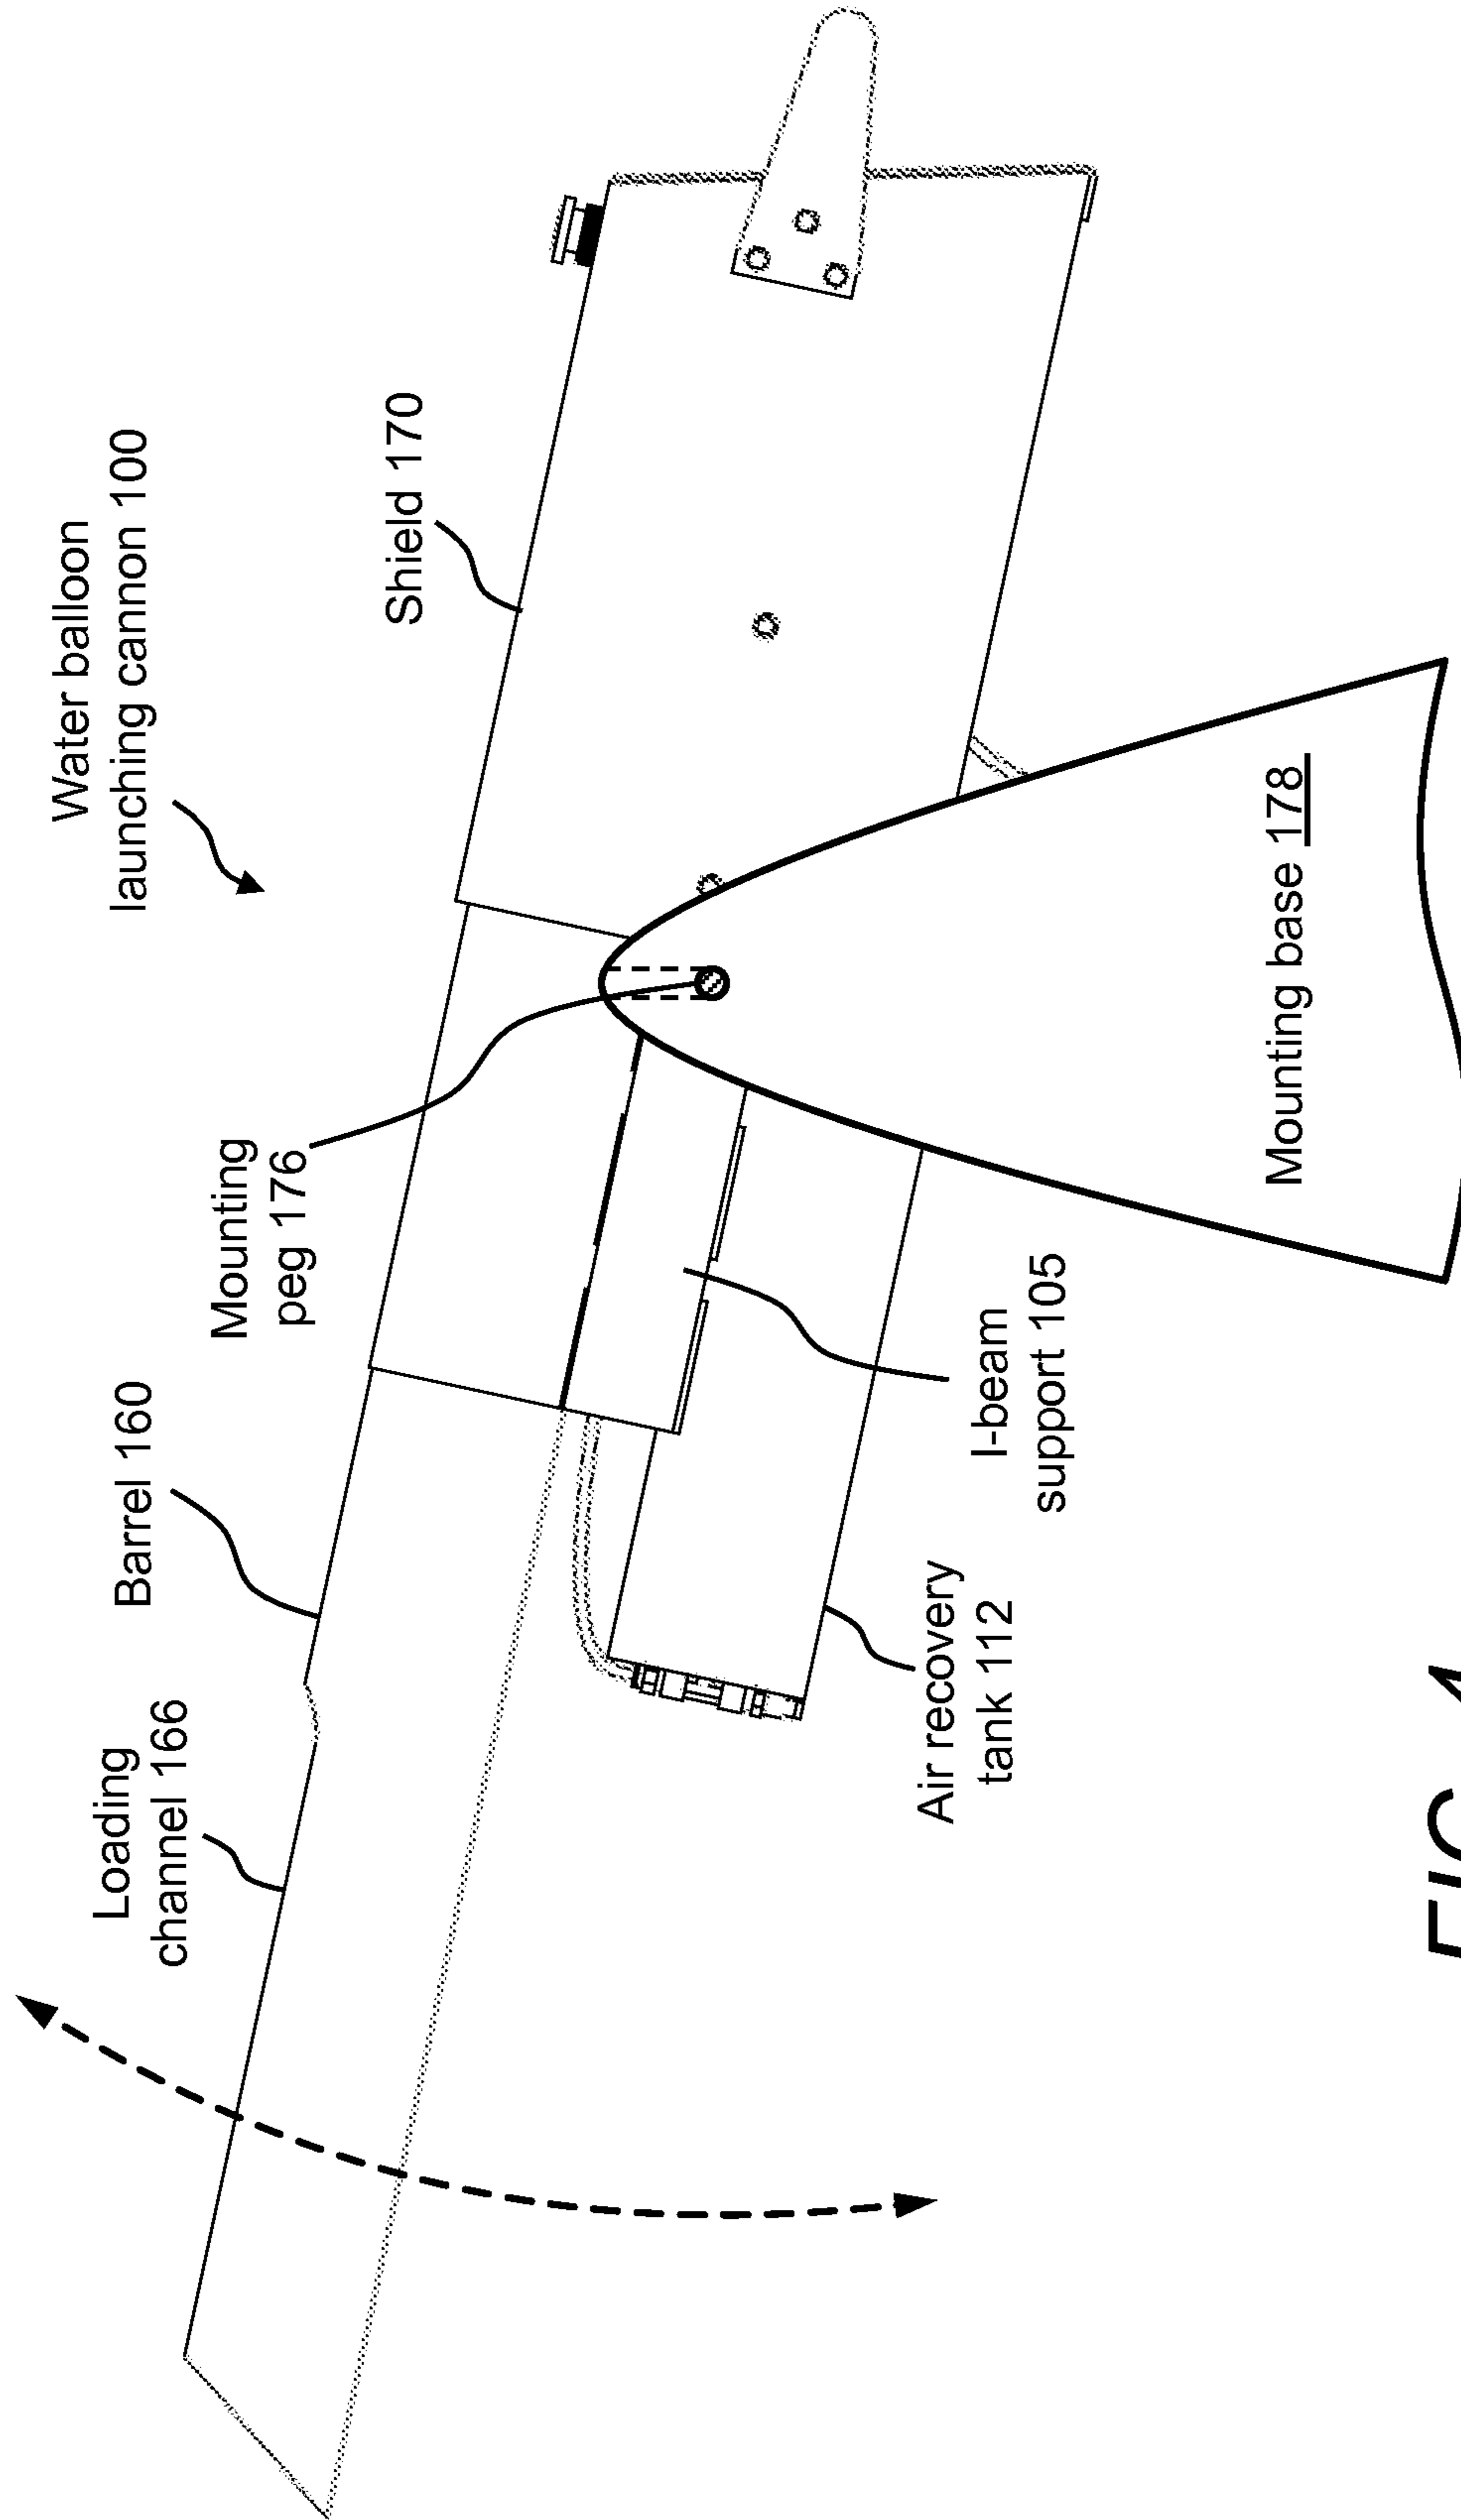 Water balloon
launching cannon 100
Loading
channel 166
Barrel 160
Mounting
peg 176
Shield 170
Air recovery
tank 112
I-beam
support 105
Mounting base 178
FIG